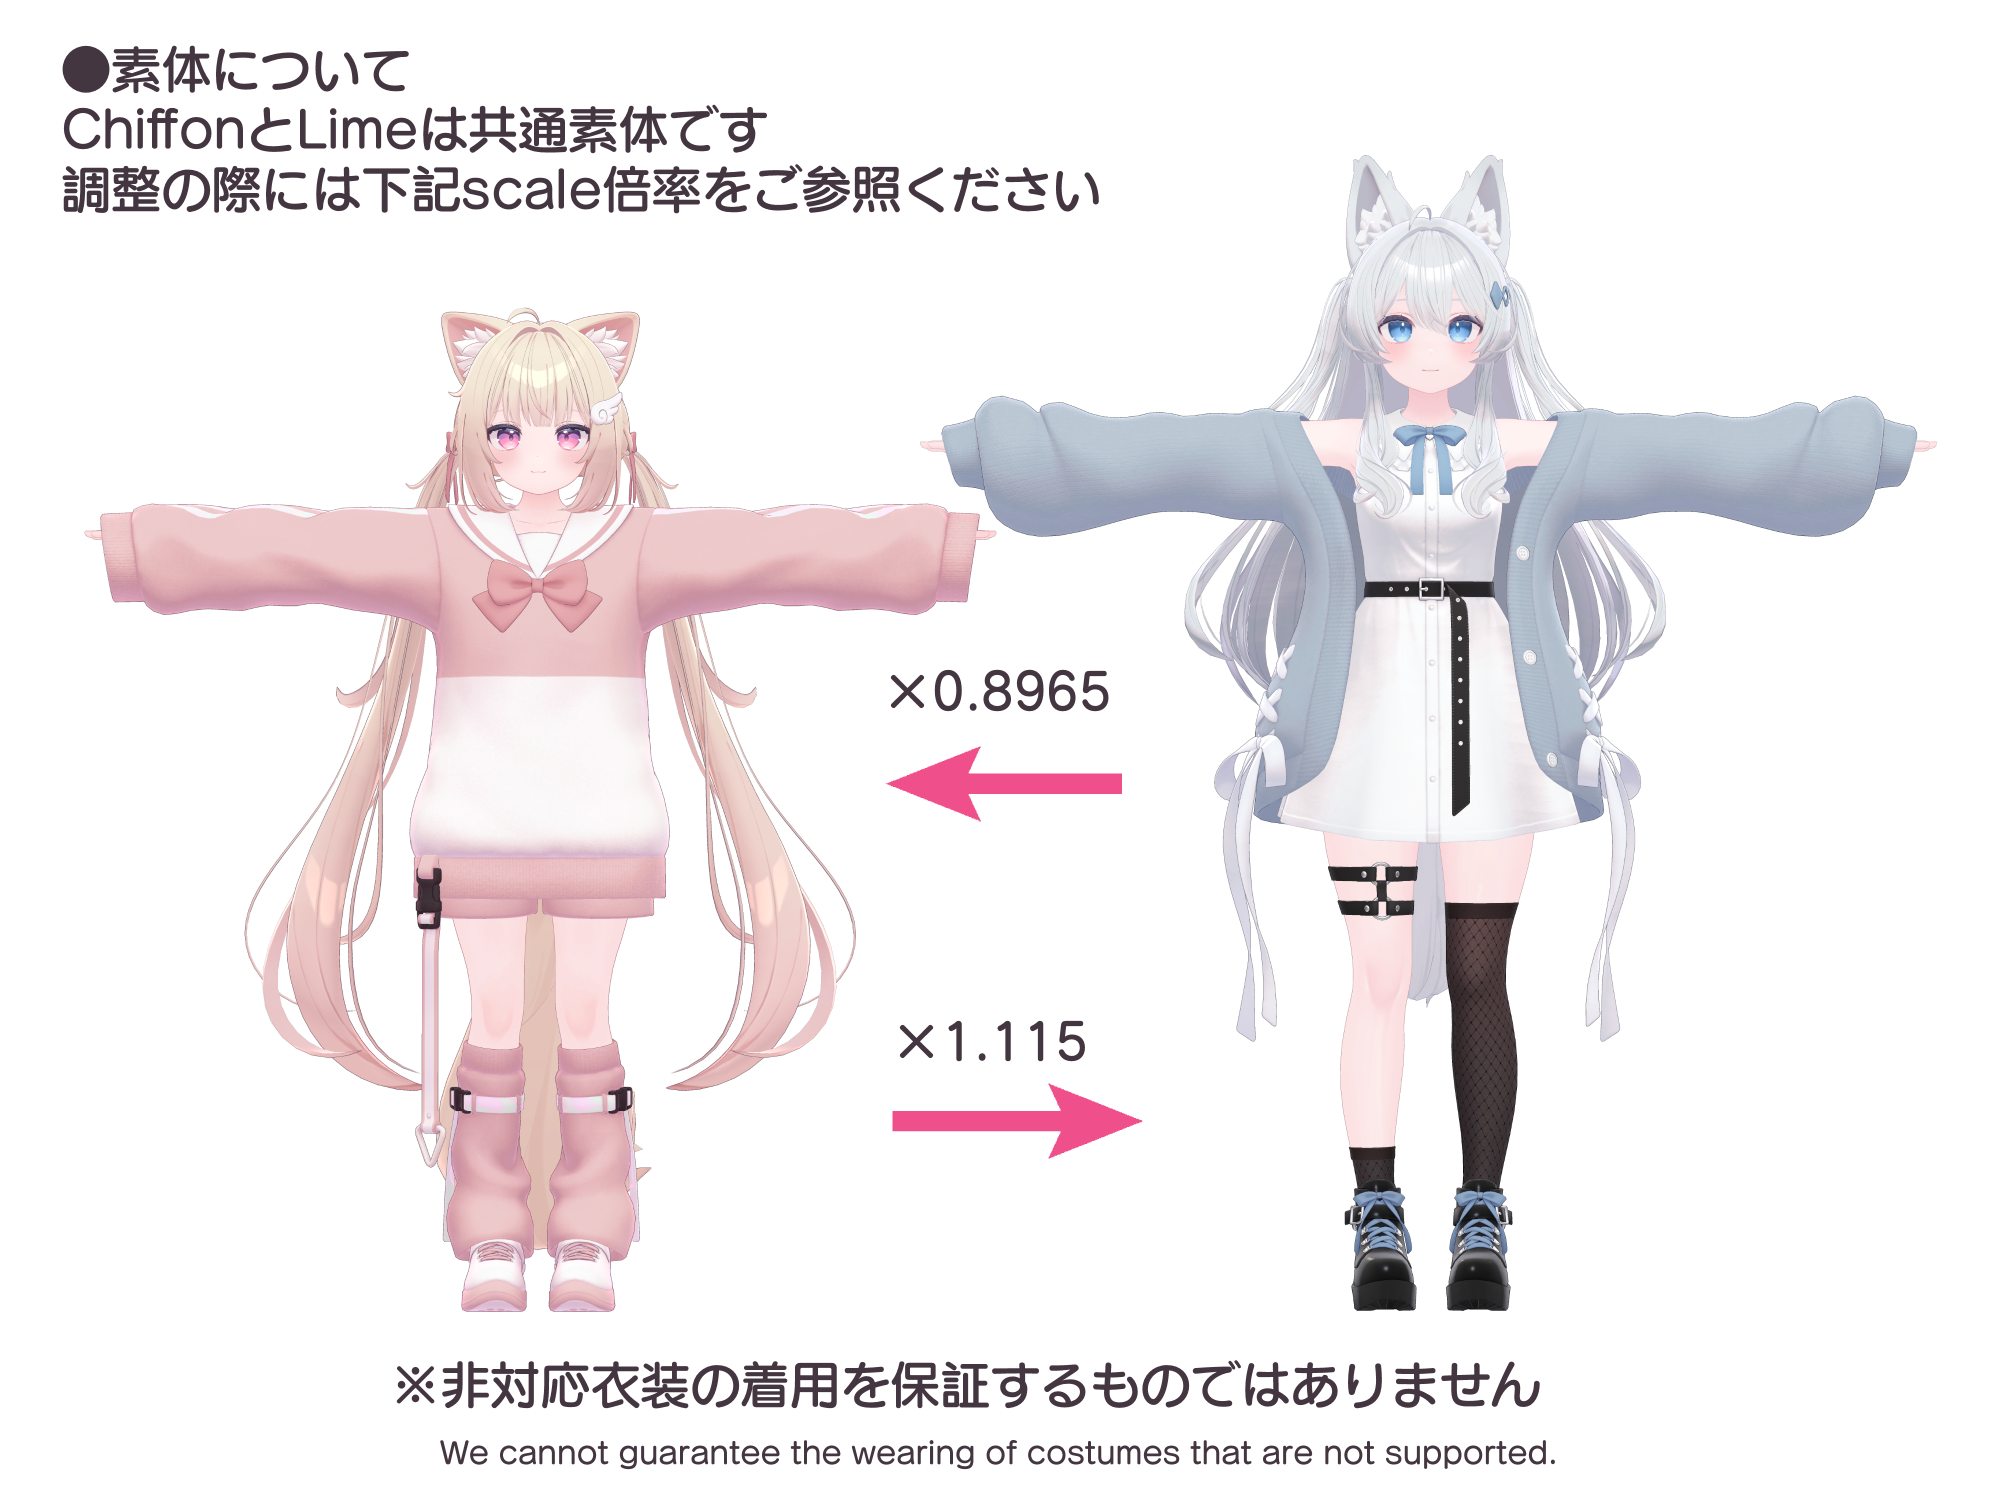 ●素体について
ChiffonとLimeは共通素体です
調整の際には下記scale倍率をご参照ください
×0.8965
×1.115
※非対応衣装の着用を保証するものではありません
We cannot guarantee the wearing of costumes that are not supported.